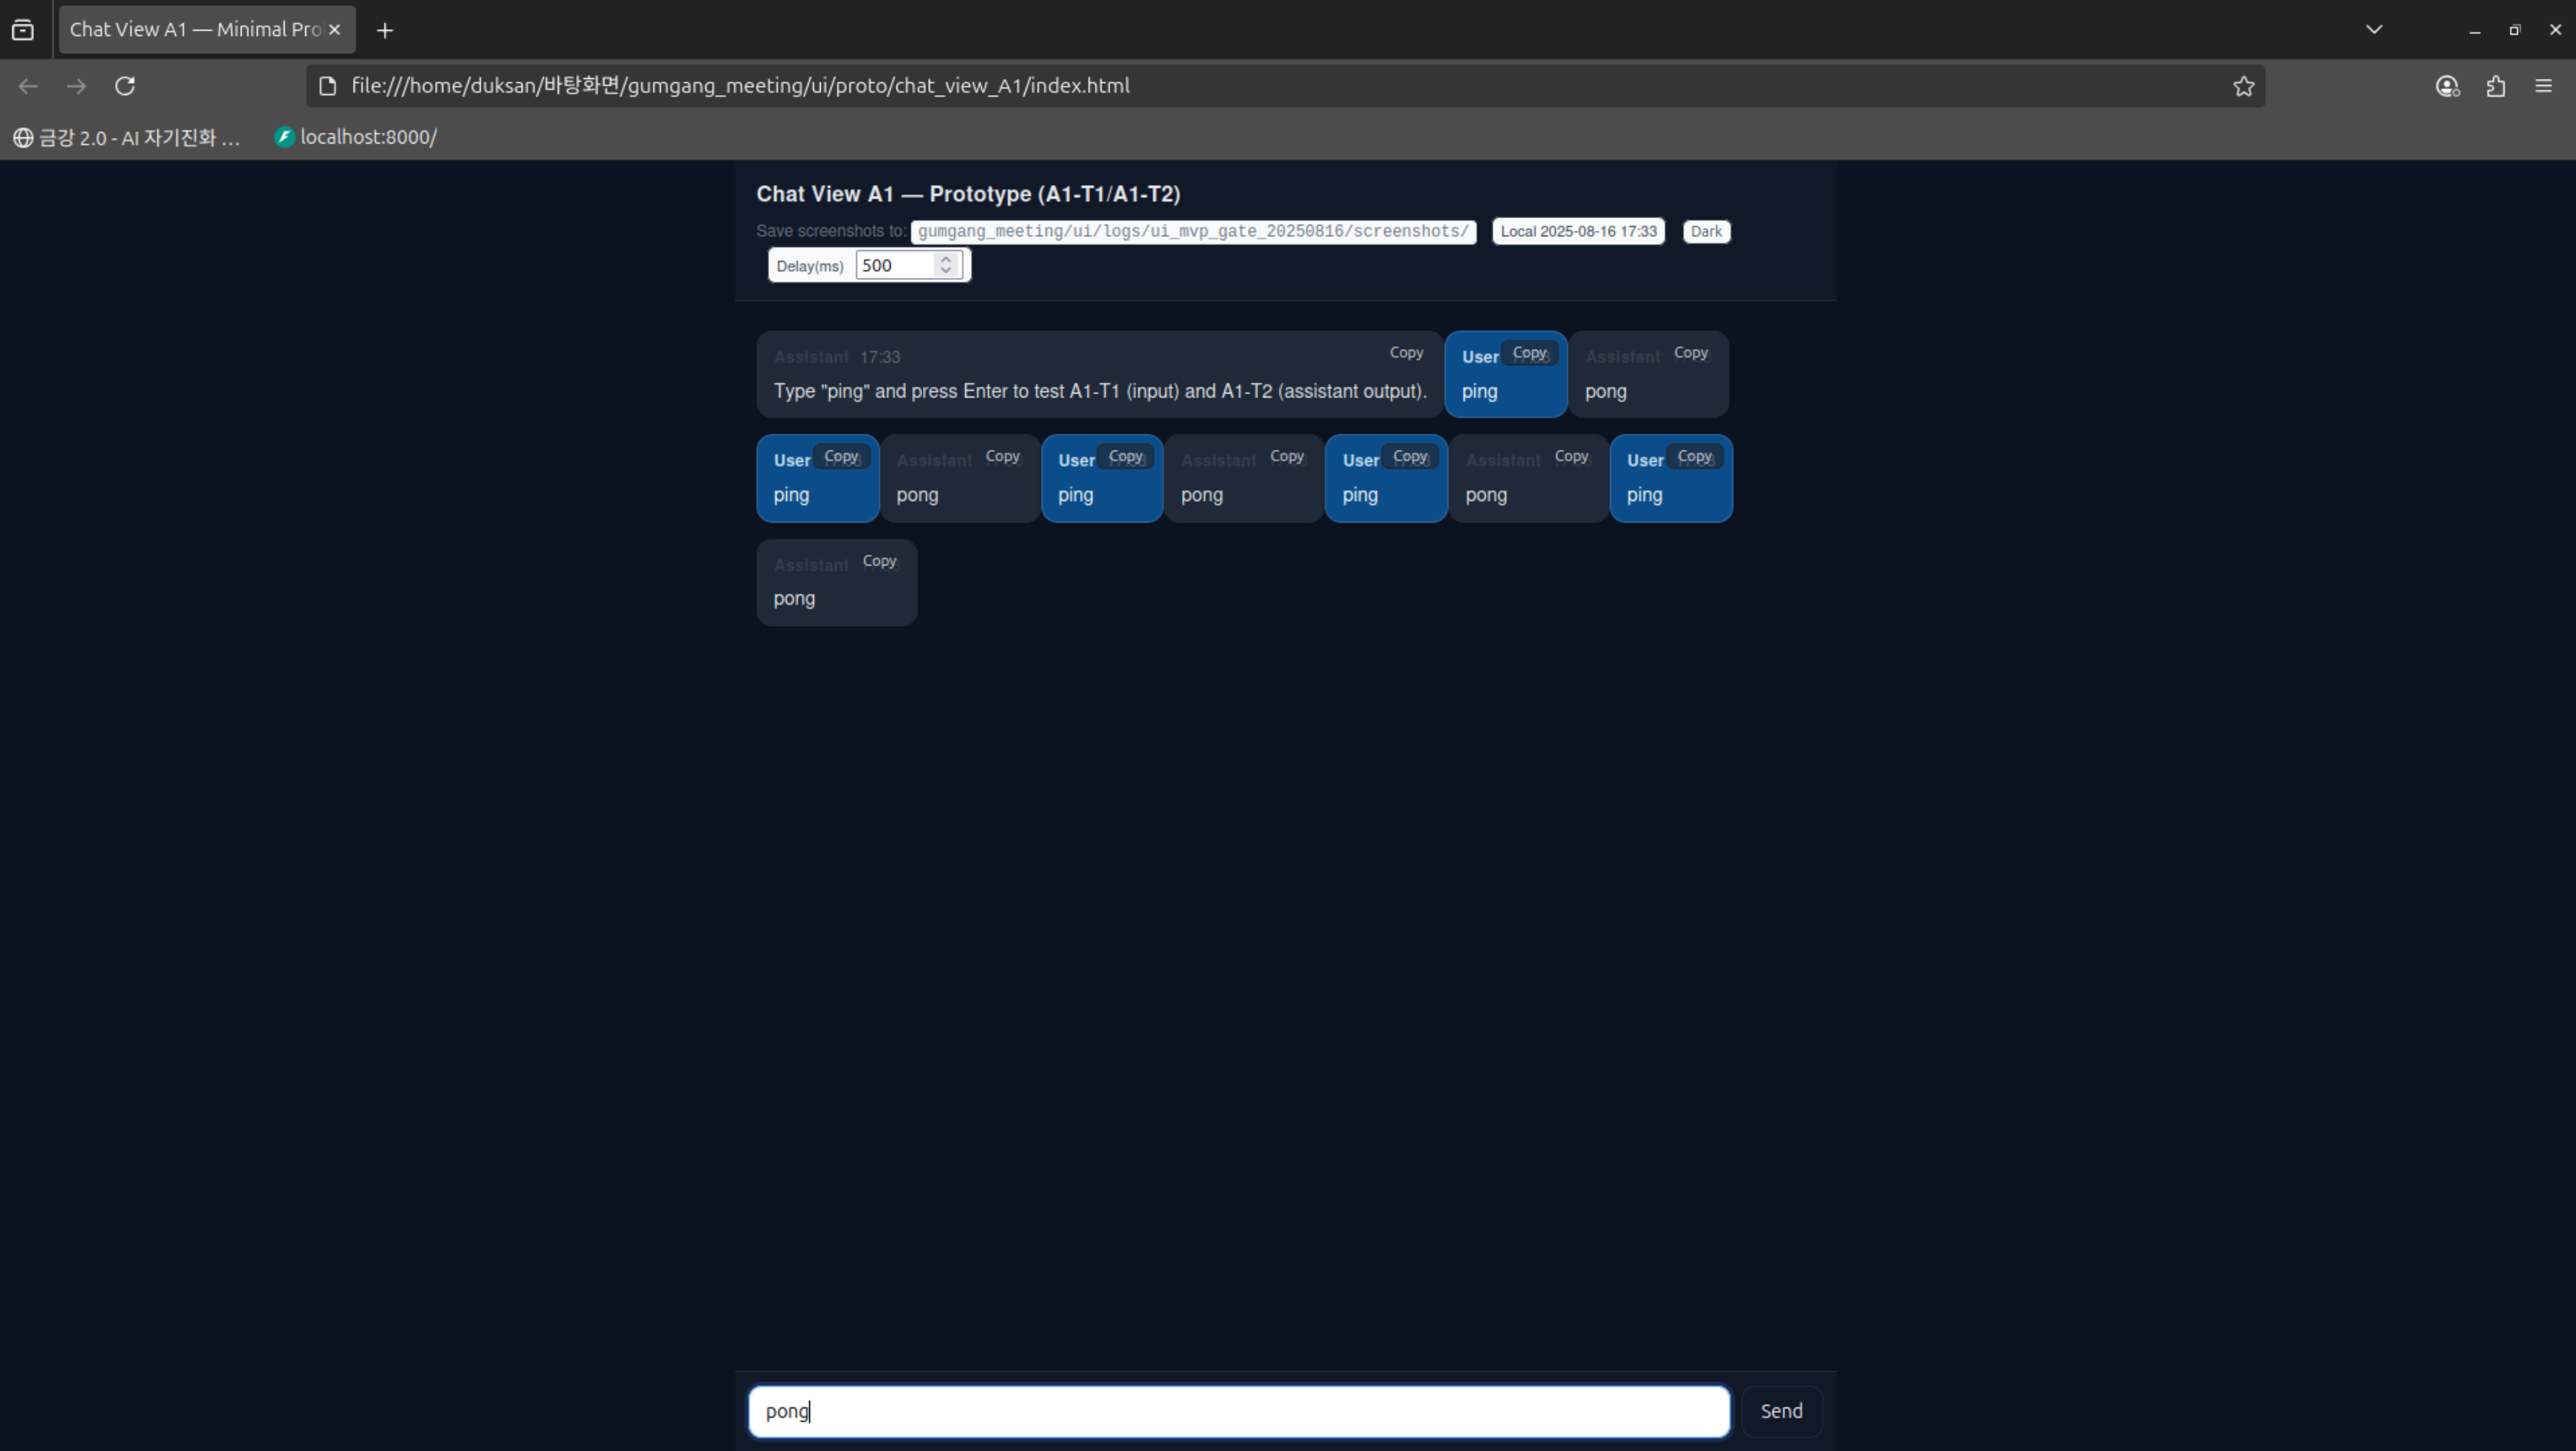 Chat View A1 — Minimal Pro
file:///home/duksan/바탕화면/gumgang_meeting/ui/proto/chat_view_A1/index.html
금강 2.0 - AI 자기진화 ... localhost:8000/
Chat View A1 — Prototype (A1-T1/A1-T2)
Save screenshots to: gumgang_meeting/ui/logs/ui_mvp_gate_20250816/screenshots/ Local 2025-08-16 17:33 Dark
Delay(ms) 500
Assistant 17:33 Copy
Type "ping" and press Enter to test A1-T1 (input) and A1-T2 (assistant output).
User Copy
ping
Assistant Copy
pong
User Copy
ping
Assistant Copy
pong
User Copy
ping
Assistant Copy
pong
User Copy
ping
Assistant Copy
pong
User Copy
ping
Assistant Copy
pong
pong
Send